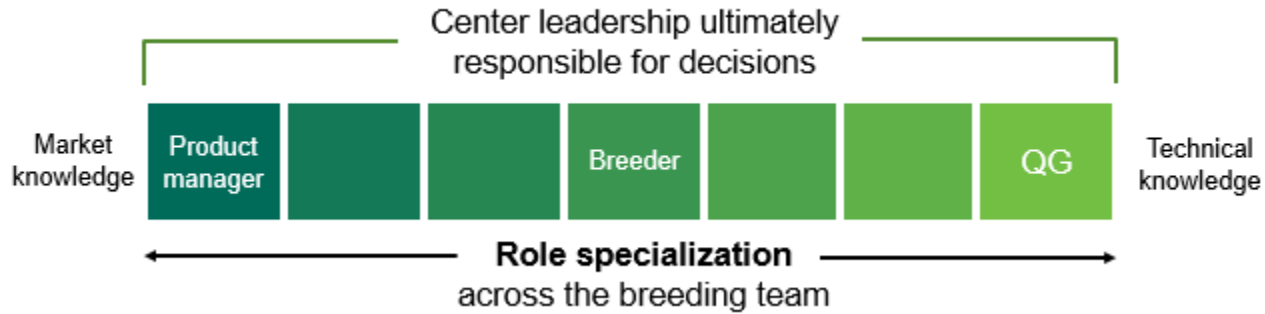 Center leadership ultimately
responsible for decisions
Market
knowledge
Product
manager
Breeder
QG
Technical
knowledge
Role specialization
across the breeding team